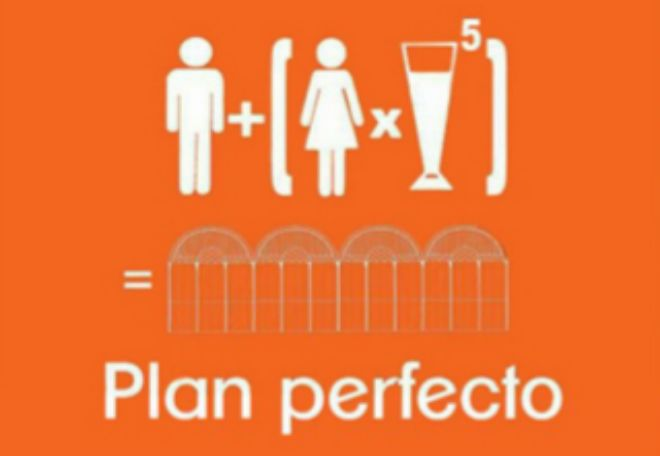 + ( x 5 )
=
Plan perfecto